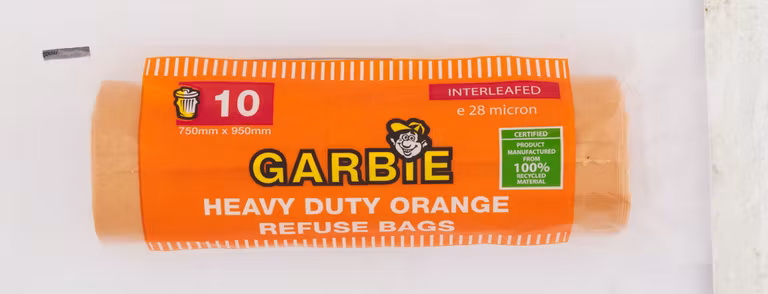 10
750mm x 950mm
INTERLEAFED
e 28 micron
GARBIE
CERTIFIED
PRODUCT
MANUFACTURED
FROM
100%
RECYCLED
MATERIAL
HEAVY DUTY ORANGE
REFUSE BAGS